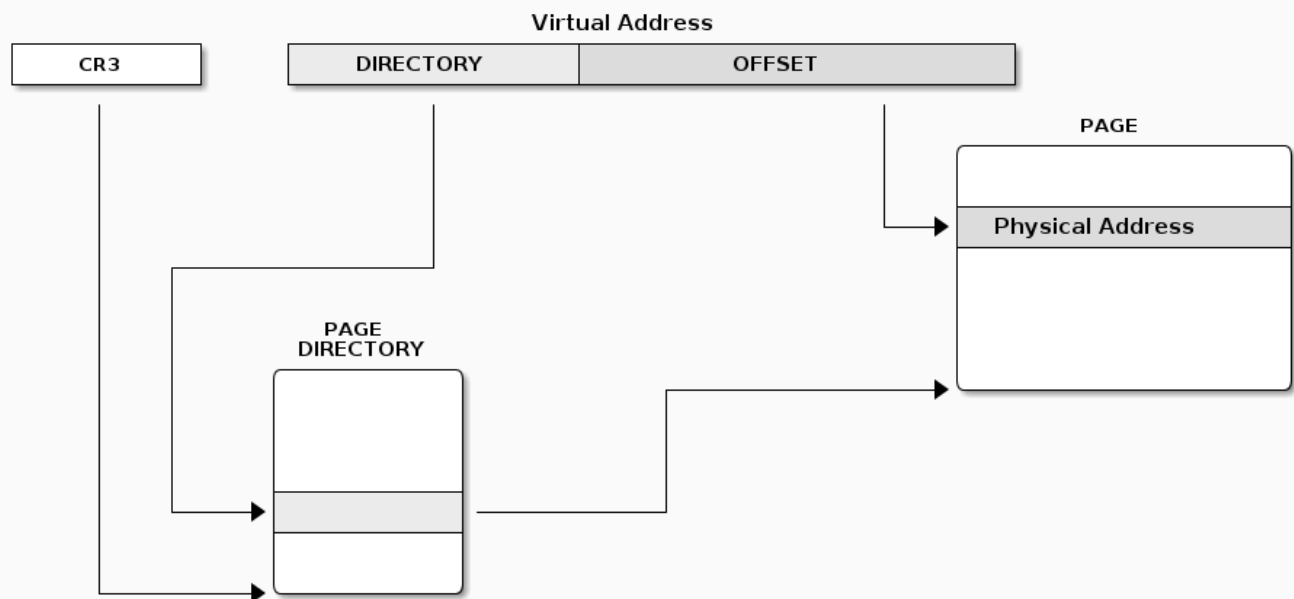 Virtual Address
CR3
DIRECTORY
OFFSET
PAGE
Physical Address
PAGE
DIRECTORY